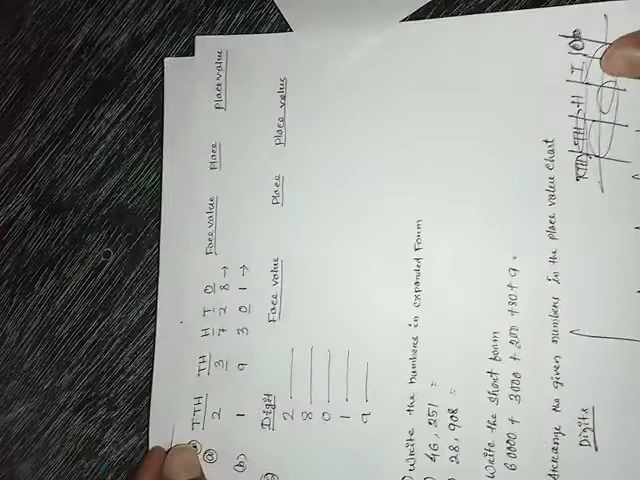 TTH TH H T O Face value Place Place value
(a) 2 3 7 2 8 →
(b) 1 9 3 0 1 →
Digit Face value Place Place value
2
8
0
1
9
Write the numbers in expanded Form
46,251 =
28,908 =
Write the short form
60000 + 3000 + 200 + 80 + 9 =
Arrange the given numbers in the place value chart
Digits